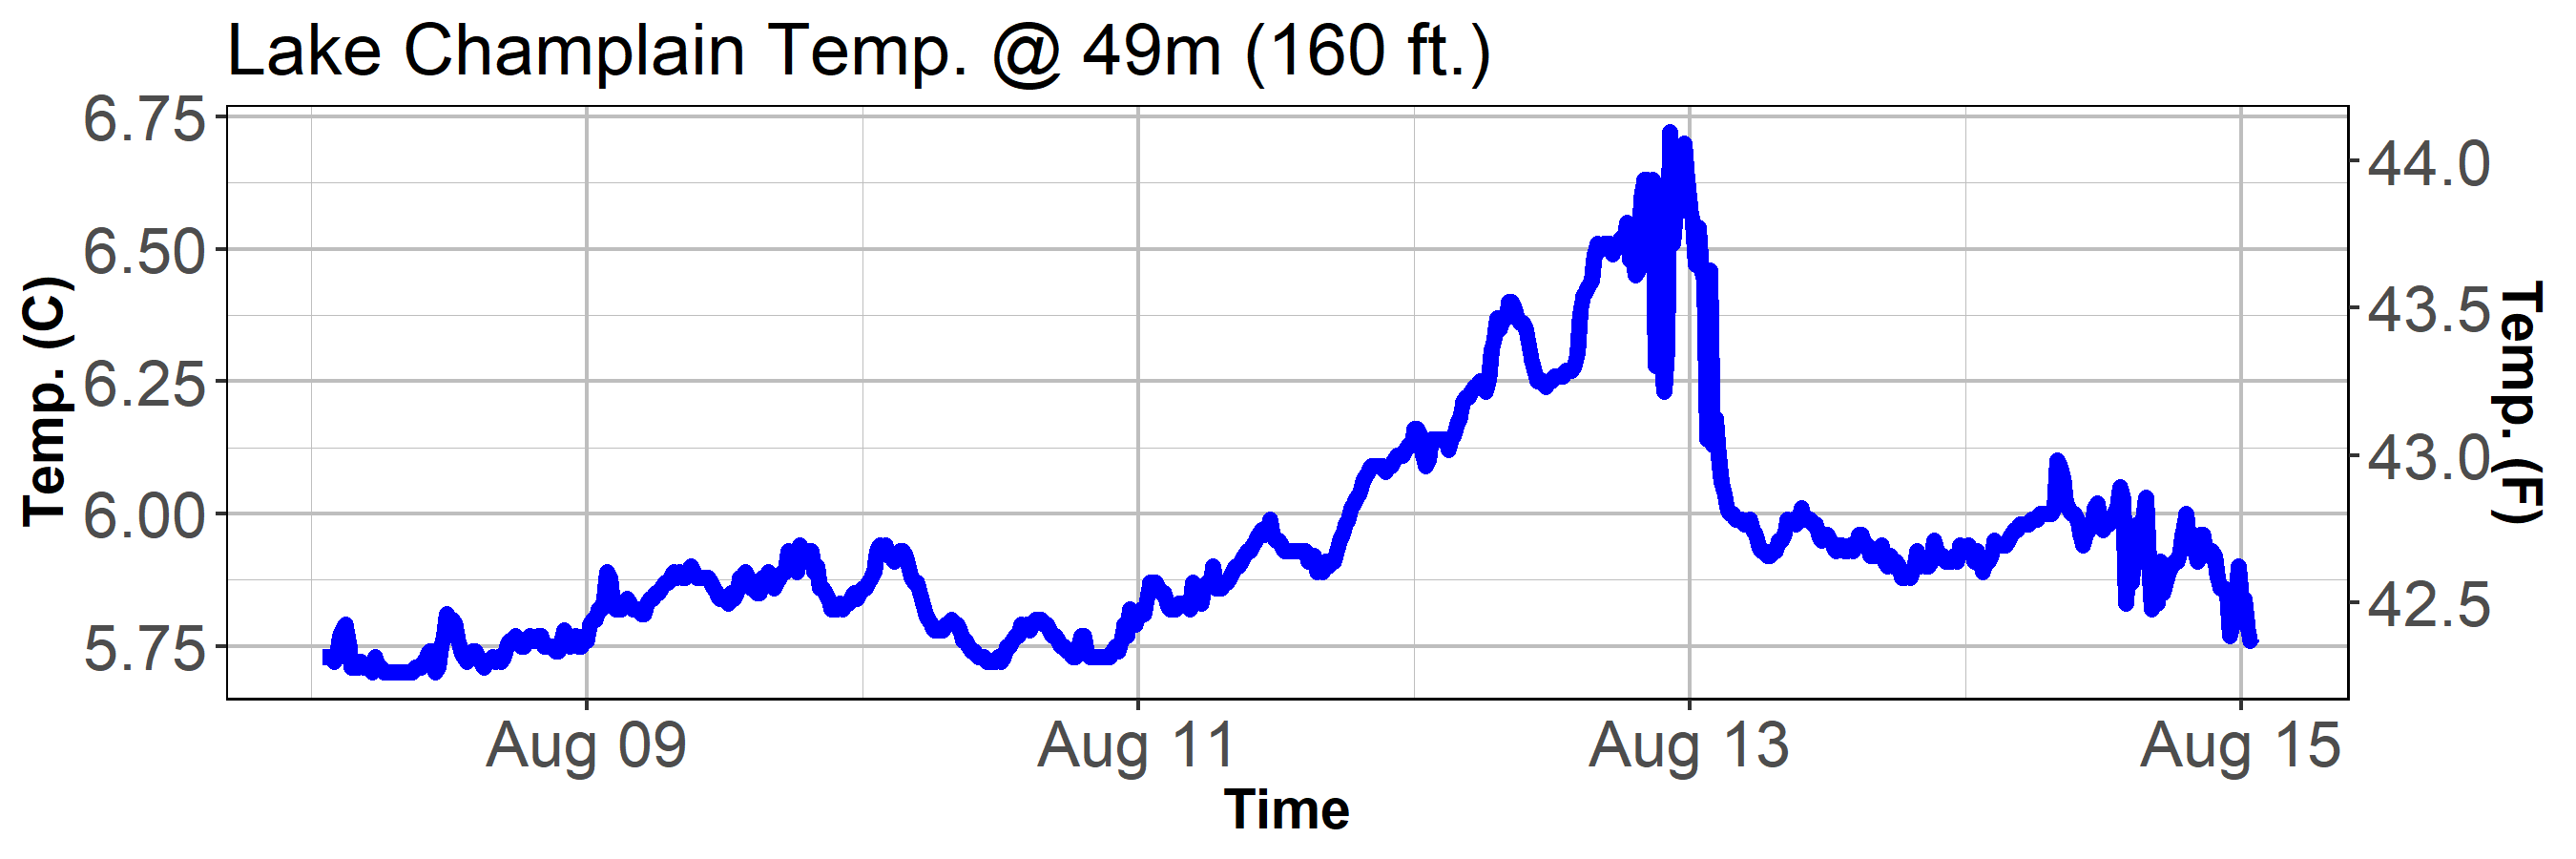 Lake Champlain Temp. @ 49m (160 ft.)
6.75
6.50
6.25
6.00
5.75
Temp. (C)
44.0
43.5
43.0
42.5
Temp. (F)
Aug 09 Aug 11 Aug 13 Aug 15
Time